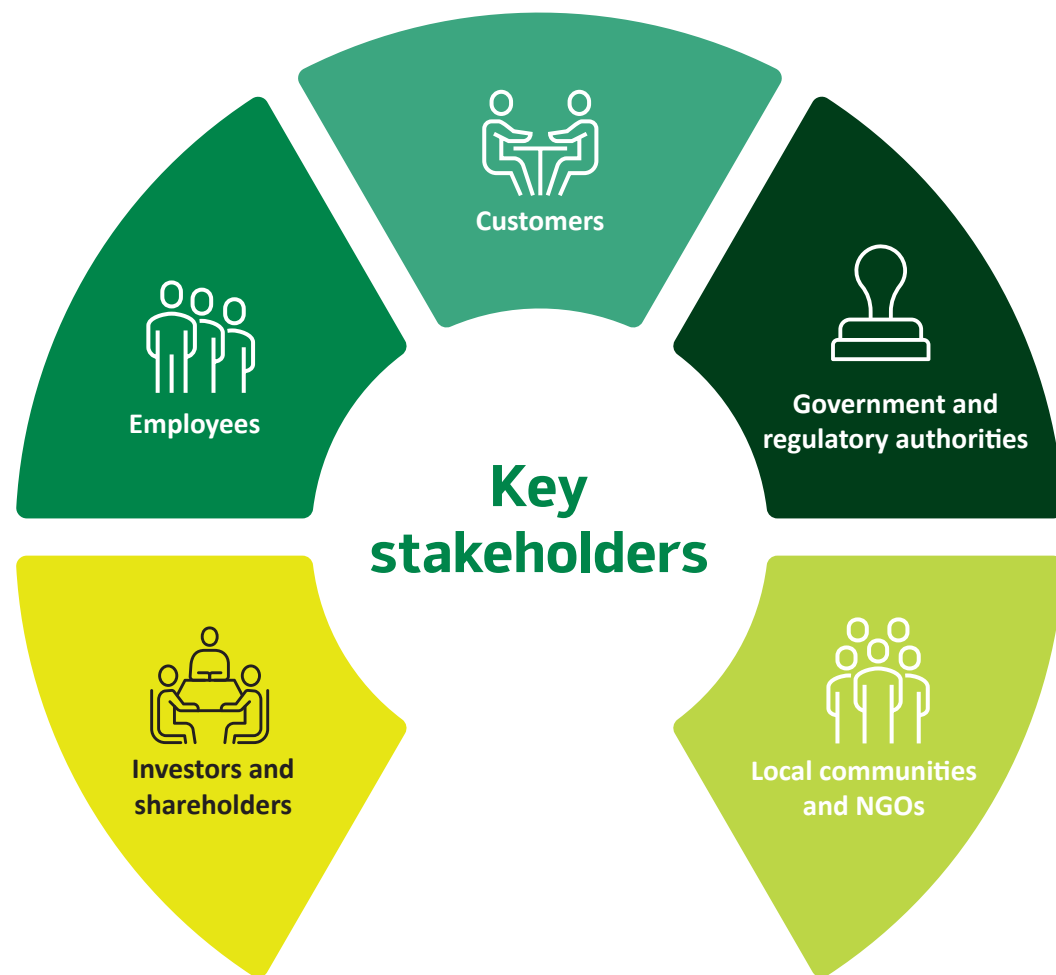 Customers
Employees
Government and
regulatory authorities
Key
stakeholders
Investors and
shareholders
Local communities
and NGOs